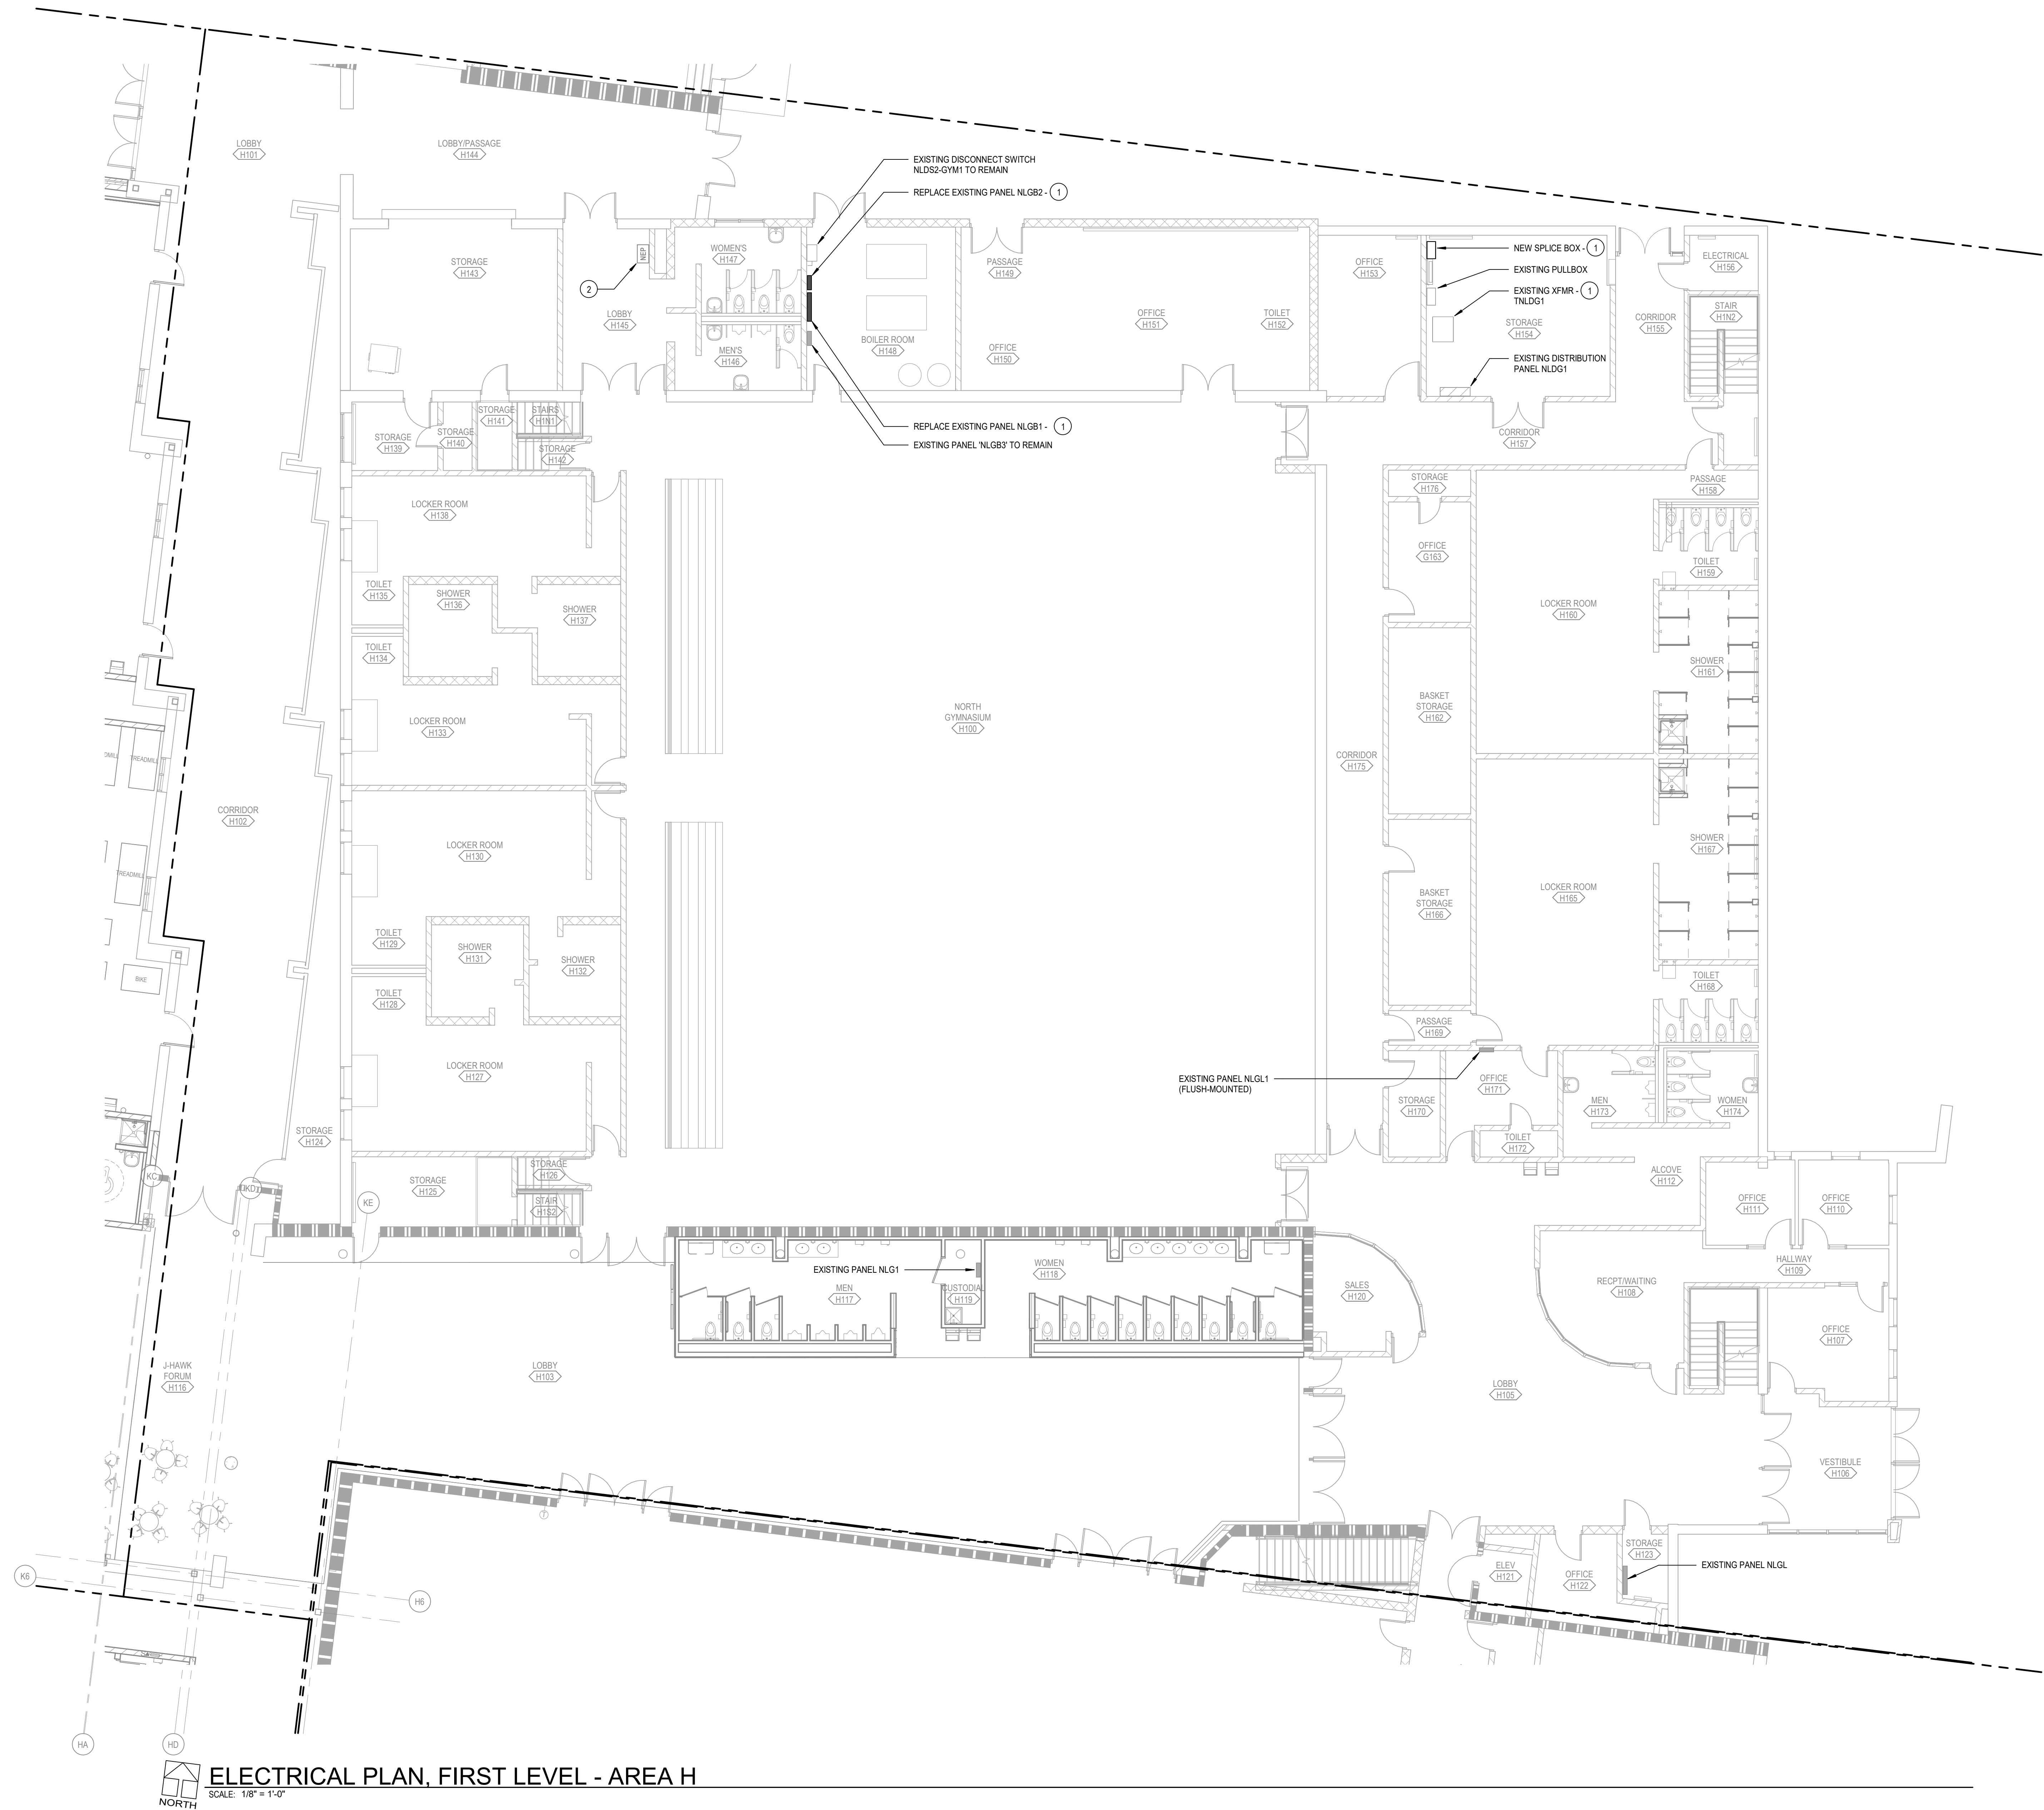 LOBBY
H101
LOBBY/PASSAGE
H144
EXISTING DISCONNECT SWITCH
NLDS2-GYM1 TO REMAIN
REPLACE EXISTING PANEL NLGB2 - 1
STORAGE
H143
NIEP
2
LOBBY
H145
WOMEN'S
H147
MEN'S
H146
BOILER ROOM
H148
PASSAGE
H149
OFFICE
H150
OFFICE
H151
TOILET
H152
OFFICE
H153
NEW SPLICE BOX - 1
EXISTING PULLBOX
EXISTING XFMR - 1
TNLDG1
STORAGE
H154
EXISTING DISTRIBUTION
PANEL NLDG1
CORRIDOR
H155
ELECTRICAL
H156
STAIR
H1N2
REPLACE EXISTING PANEL NLGB1 - 1
EXISTING PANEL 'NLGB3' TO REMAIN
STORAGE
H139
STORAGE
H140
STORAGE
H141
STAIRS
H1N1
STORAGE
H142
CORRIDOR
H157
PASSAGE
H158
STORAGE
H176
LOCKER ROOM
H138
OFFICE
G163
TOILET
H159
TOILET
H135
SHOWER
H136
SHOWER
H137
LOCKER ROOM
H160
TOILET
H134
SHOWER
H161
BASKET
STORAGE
H162
LOCKER ROOM
H133
NORTH
GYMNASIUM
H100
CORRIDOR
H175
TREADMILL
CORRIDOR
H102
LOCKER ROOM
H130
SHOWER
H167
TREADMILL
LOCKER ROOM
H165
BASKET
STORAGE
H166
TOILET
H129
SHOWER
H131
SHOWER
H132
BIKE
TOILET
H128
TOILET
H168
PASSAGE
H169
LOCKER ROOM
H127
EXISTING PANEL NLGL1
(FLUSH-MOUNTED)
OFFICE
H171
STORAGE
H170
MEN
H173
WOMEN
H174
STORAGE
H124
TOILET
H172
KC
KD
KE
STORAGE
H125
STORAGE
H126
STAIR
H1S2
ALCOVE
H112
OFFICE
H111
OFFICE
H110
EXISTING PANEL NLG1
MEN
H117
CUSTODIAL
H119
WOMEN
H118
SALES
H120
RECPT/WAITING
H108
HALLWAY
H109
OFFICE
H107
J-HAWK
FORUM
H116
LOBBY
H103
LOBBY
H105
VESTIBULE
H106
STORAGE
H123
ELEV
H121
OFFICE
H122
EXISTING PANEL NLGL
K6
H6
HA
HD
NORTH
ELECTRICAL PLAN, FIRST LEVEL - AREA H
SCALE: 1/8" = 1'-0"